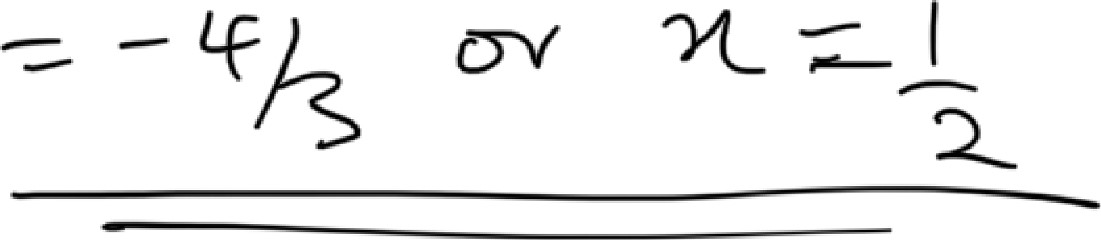 = -4/3 or x = 1/2